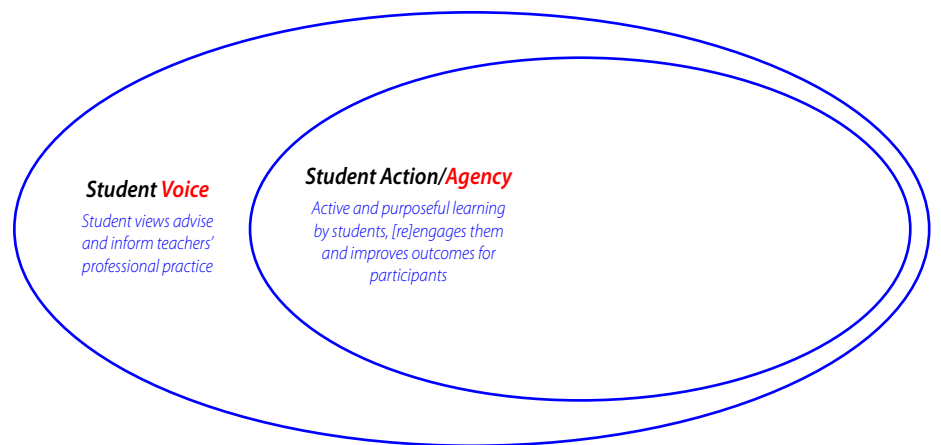 Student Voice
Student views advise
and inform teachers’
professional practice
Student Action/Agency
Active and purposeful learning
by students, [re]engages them
and improves outcomes for
participants